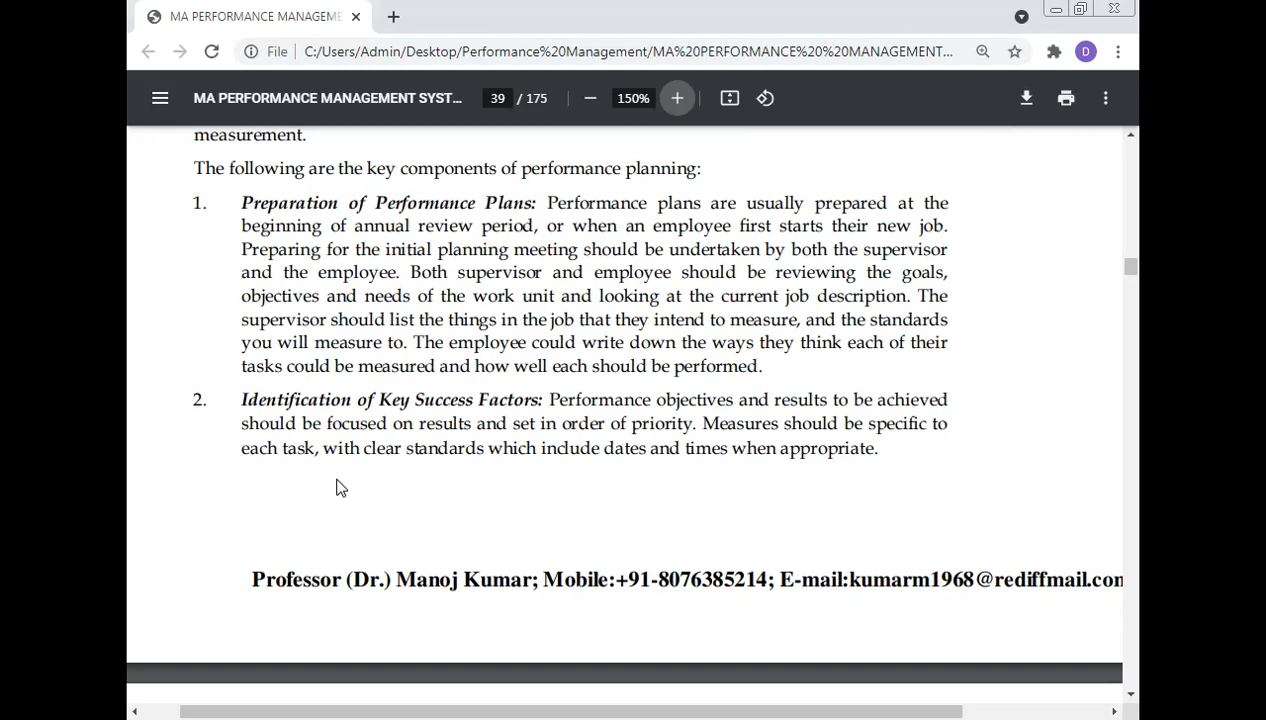 MA PERFORMANCE MANAGEME
File C:/Users/Admin/Desktop/Performance%20Management/MA%20PERFORMANCE%20%20MANAGEMENT... D
MA PERFORMANCE MANAGEMENT SYST... 39 / 175 150%
measurement.
The following are the key components of performance planning:
1. Preparation of Performance Plans: Performance plans are usually prepared at the
beginning of annual review period, or when an employee first starts their new job.
Preparing for the initial planning meeting should be undertaken by both the supervisor
and the employee. Both supervisor and employee should be reviewing the goals,
objectives and needs of the work unit and looking at the current job description. The
supervisor should list the things in the job that they intend to measure, and the standards
you will measure to. The employee could write down the ways they think each of their
tasks could be measured and how well each should be performed.
2. Identification of Key Success Factors: Performance objectives and results to be achieved
should be focused on results and set in order of priority. Measures should be specific to
each task, with clear standards which include dates and times when appropriate.
Professor (Dr.) Manoj Kumar; Mobile:+91-8076385214; E-mail:kumarm1968@rediffmail.com